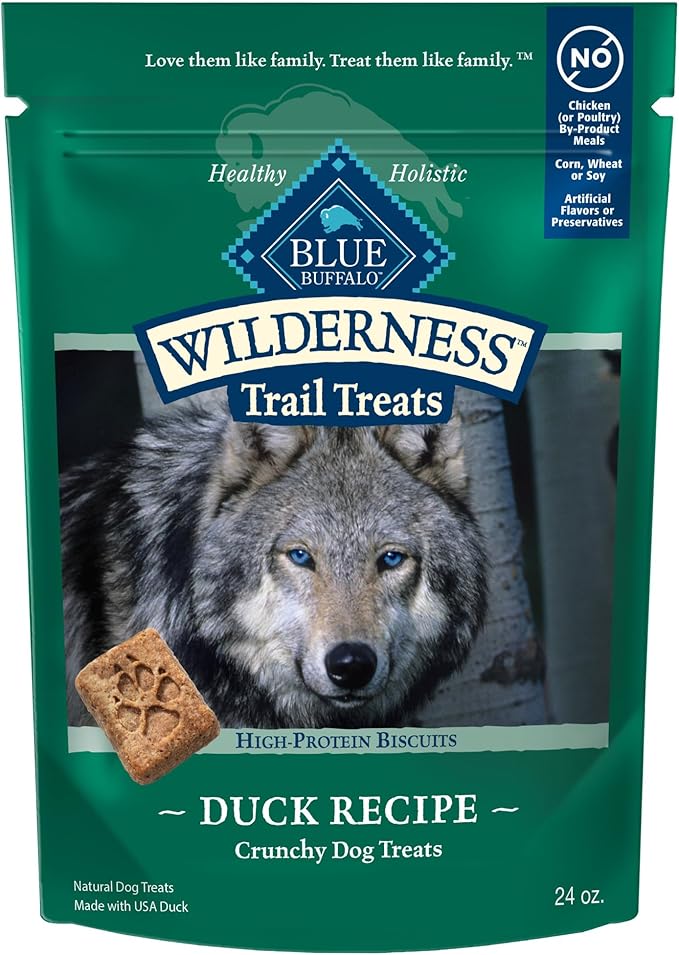 Love them like family. Treat them like family.™
NO
Chicken
(or Poultry)
By-Product
Meals
Corn, Wheat
or Soy
Artificial
Flavors or
Preservatives
Healthy Holistic
BLUE
BUFFALO™
WILDERNESS™
Trail Treats
HIGH-PROTEIN BISCUITS
~ DUCK RECIPE ~
Crunchy Dog Treats
Natural Dog Treats
Made with USA Duck
24 oz.